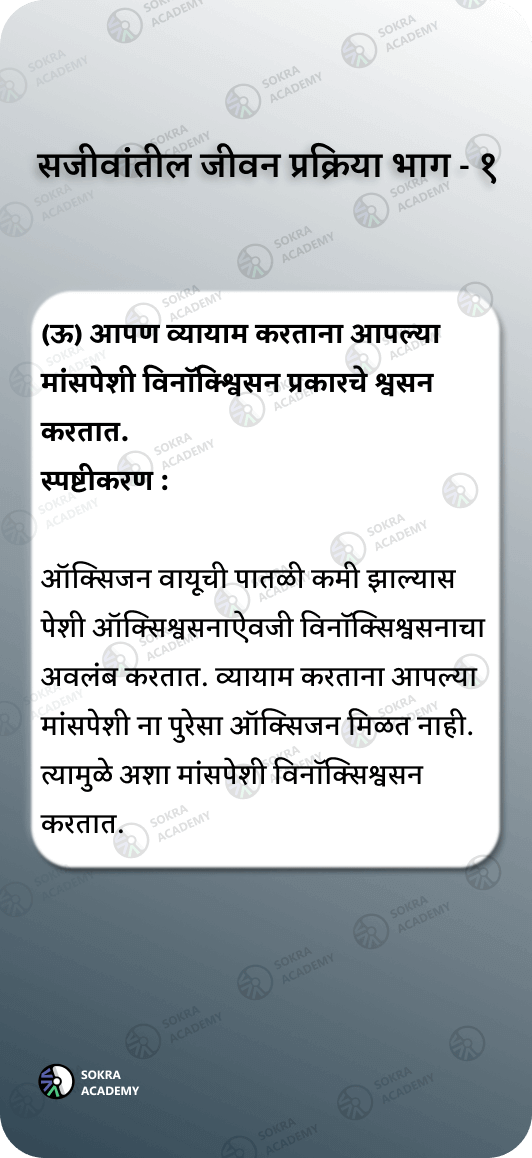 सजीवांतील जीवन प्रक्रिया भाग - १
(ऊ) आपण व्यायाम करताना आपल्या
मांसपेशी विनॉक्श्विसन प्रकारचे श्वसन
करतात.
स्पष्टीकरण :
ऑक्सिजन वायूची पातळी कमी झाल्यास
पेशी ऑक्सिश्वसनाऐवजी विनॉक्सिश्वसनाचा
अवलंब करतात. व्यायाम करताना आपल्या
मांसपेशी ना पुरेसा ऑक्सिजन मिळत नाही.
त्यामुळे अशा मांसपेशी विनॉक्सिश्वसन
करतात.
SOKRA
ACADEMY